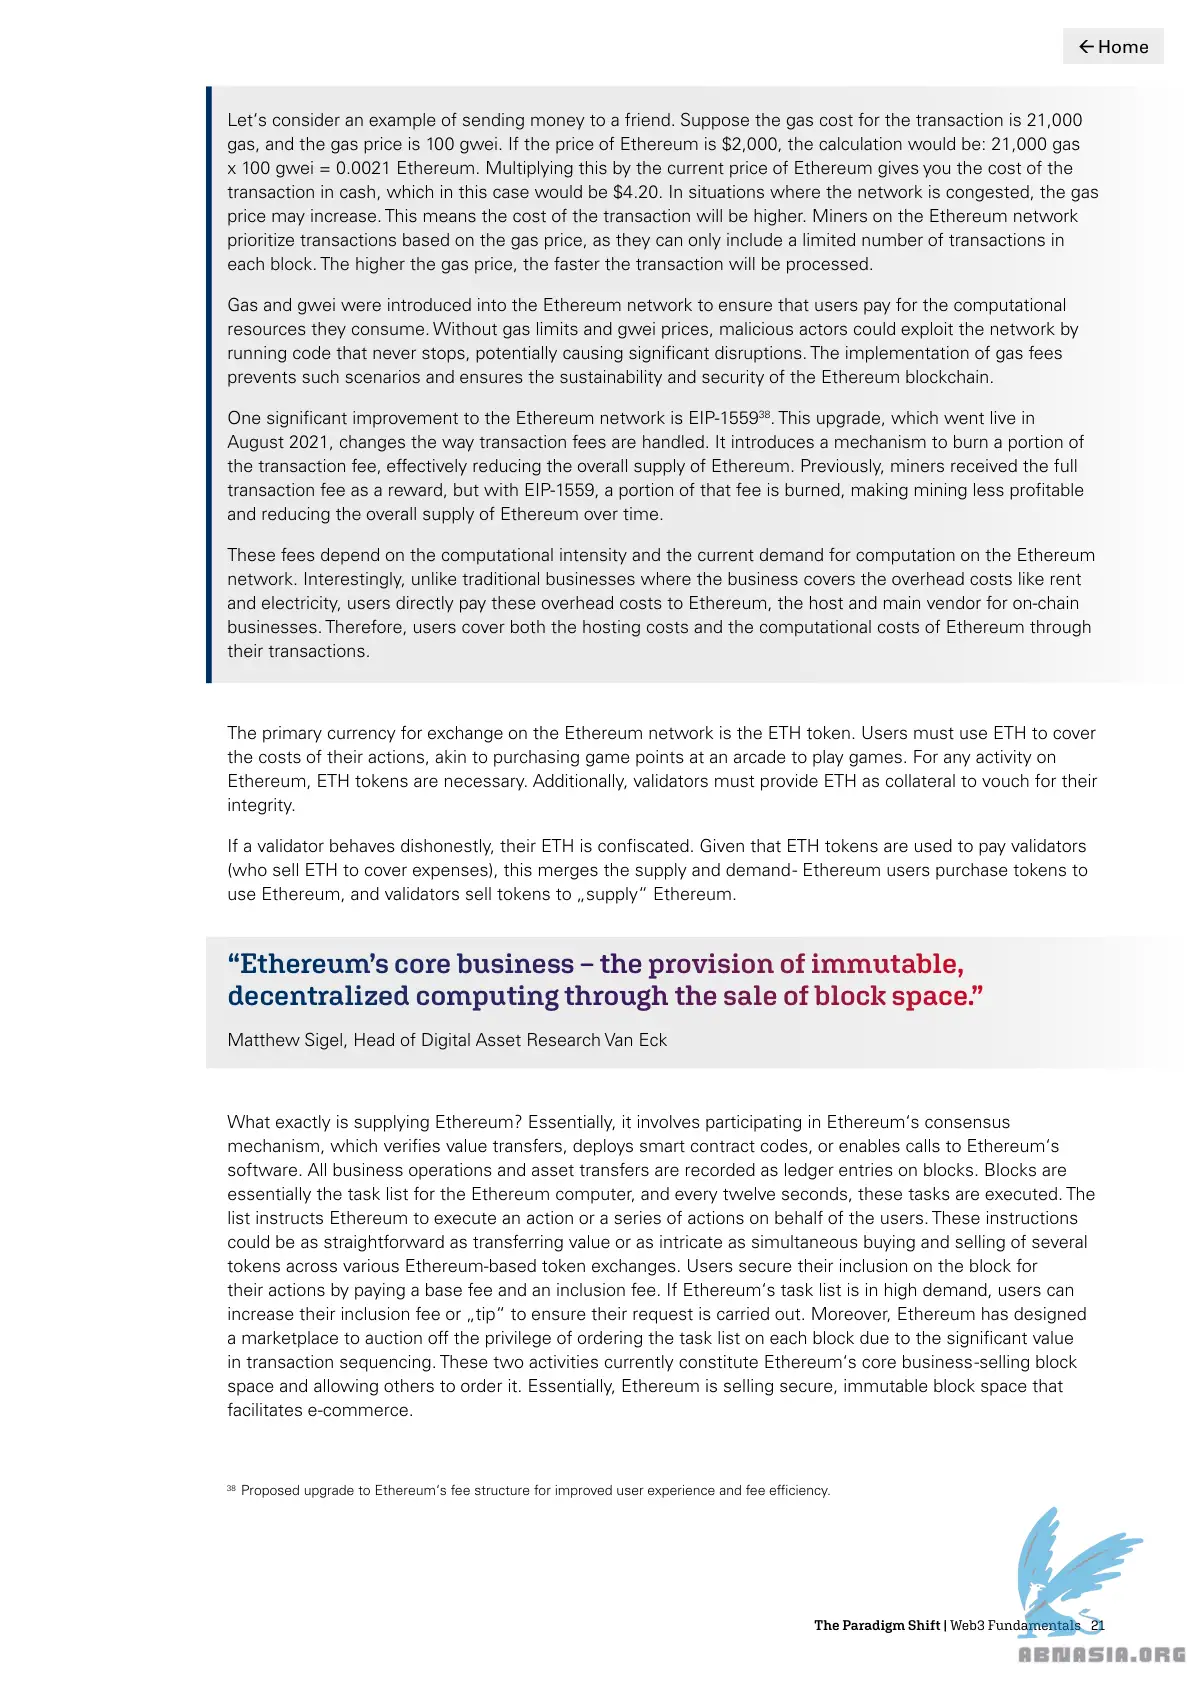 ← Home
Let‘s consider an example of sending money to a friend. Suppose the gas cost for the transaction is 21,000
gas, and the gas price is 100 gwei. If the price of Ethereum is $2,000, the calculation would be: 21,000 gas
x 100 gwei = 0.0021 Ethereum. Multiplying this by the current price of Ethereum gives you the cost of the
transaction in cash, which in this case would be $4.20. In situations where the network is congested, the gas
price may increase. This means the cost of the transaction will be higher. Miners on the Ethereum network
prioritize transactions based on the gas price, as they can only include a limited number of transactions in
each block. The higher the gas price, the faster the transaction will be processed.
Gas and gwei were introduced into the Ethereum network to ensure that users pay for the computational
resources they consume. Without gas limits and gwei prices, malicious actors could exploit the network by
running code that never stops, potentially causing significant disruptions. The implementation of gas fees
prevents such scenarios and ensures the sustainability and security of the Ethereum blockchain.
One significant improvement to the Ethereum network is EIP-1559³⁸. This upgrade, which went live in
August 2021, changes the way transaction fees are handled. It introduces a mechanism to burn a portion of
the transaction fee, effectively reducing the overall supply of Ethereum. Previously, miners received the full
transaction fee as a reward, but with EIP-1559, a portion of that fee is burned, making mining less profitable
and reducing the overall supply of Ethereum over time.
These fees depend on the computational intensity and the current demand for computation on the Ethereum
network. Interestingly, unlike traditional businesses where the business covers the overhead costs like rent
and electricity, users directly pay these overhead costs to Ethereum, the host and main vendor for on-chain
businesses. Therefore, users cover both the hosting costs and the computational costs of Ethereum through
their transactions.
The primary currency for exchange on the Ethereum network is the ETH token. Users must use ETH to cover
the costs of their actions, akin to purchasing game points at an arcade to play games. For any activity on
Ethereum, ETH tokens are necessary. Additionally, validators must provide ETH as collateral to vouch for their
integrity.
If a validator behaves dishonestly, their ETH is confiscated. Given that ETH tokens are used to pay validators
(who sell ETH to cover expenses), this merges the supply and demand- Ethereum users purchase tokens to
use Ethereum, and validators sell tokens to „supply“ Ethereum.
“Ethereum’s core business – the provision of immutable,
decentralized computing through the sale of block space.”
Matthew Sigel, Head of Digital Asset Research Van Eck
What exactly is supplying Ethereum? Essentially, it involves participating in Ethereum‘s consensus
mechanism, which verifies value transfers, deploys smart contract codes, or enables calls to Ethereum‘s
software. All business operations and asset transfers are recorded as ledger entries on blocks. Blocks are
essentially the task list for the Ethereum computer, and every twelve seconds, these tasks are executed. The
list instructs Ethereum to execute an action or a series of actions on behalf of the users. These instructions
could be as straightforward as transferring value or as intricate as simultaneous buying and selling of several
tokens across various Ethereum-based token exchanges. Users secure their inclusion on the block for
their actions by paying a base fee and an inclusion fee. If Ethereum‘s task list is in high demand, users can
increase their inclusion fee or „tip“ to ensure their request is carried out. Moreover, Ethereum has designed
a marketplace to auction off the privilege of ordering the task list on each block due to the significant value
in transaction sequencing. These two activities currently constitute Ethereum‘s core business-selling block
space and allowing others to order it. Essentially, Ethereum is selling secure, immutable block space that
facilitates e-commerce.
³⁸ Proposed upgrade to Ethereum‘s fee structure for improved user experience and fee efficiency.
The Paradigm Shift | Web3 Fundamentals 21
ABNASIA.ORG